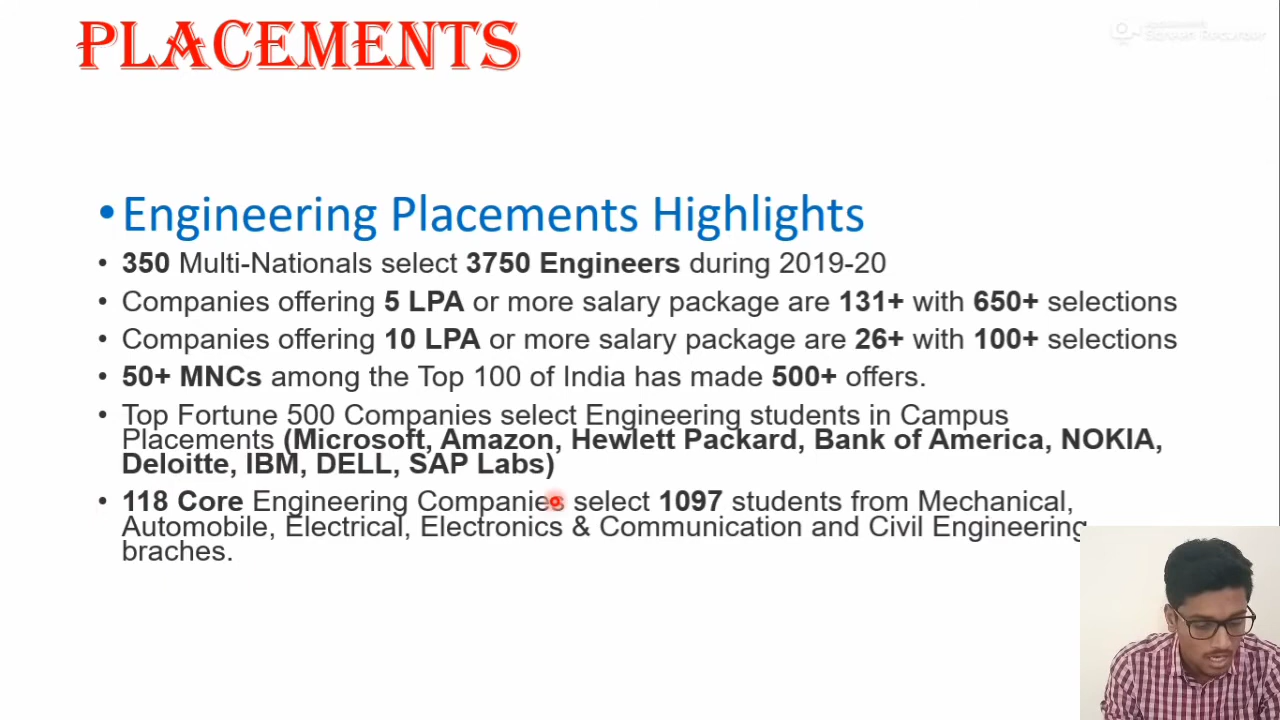 PLACEMENTS
Screen Recorder
•Engineering Placements Highlights
• 350 Multi-Nationals select 3750 Engineers during 2019-20
• Companies offering 5 LPA or more salary package are 131+ with 650+ selections
• Companies offering 10 LPA or more salary package are 26+ with 100+ selections
• 50+ MNCs among the Top 100 of India has made 500+ offers.
• Top Fortune 500 Companies select Engineering students in Campus
Placements (Microsoft, Amazon, Hewlett Packard, Bank of America, NOKIA,
Deloitte, IBM, DELL, SAP Labs)
• 118 Core Engineering Companies select 1097 students from Mechanical,
Automobile, Electrical, Electronics & Communication and Civil Engineering
braches.